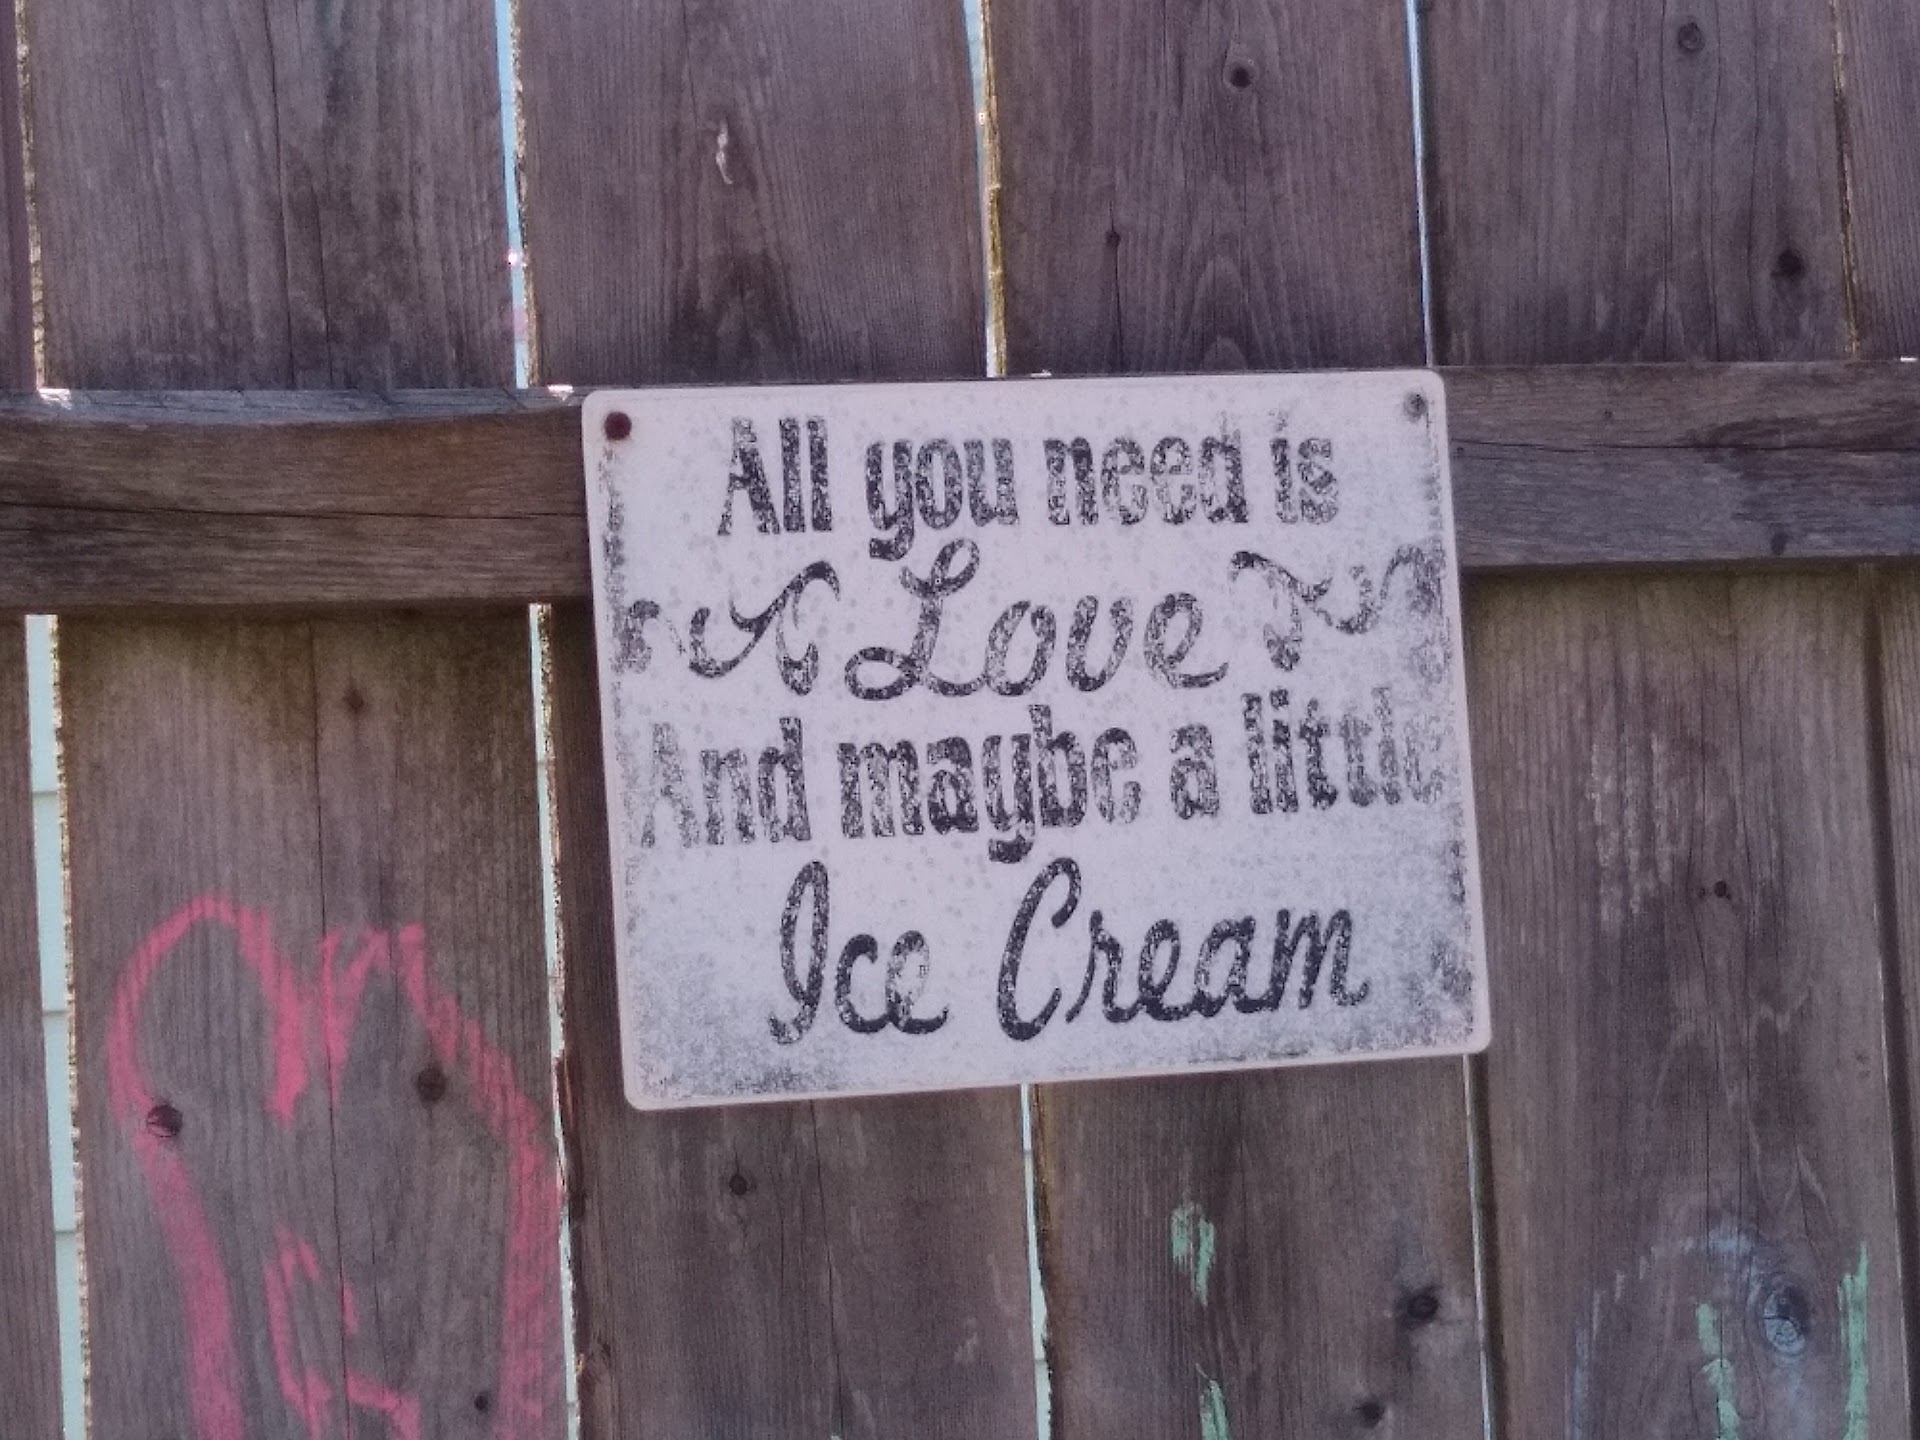 All you need is
Love
And maybe a little
Ice Cream